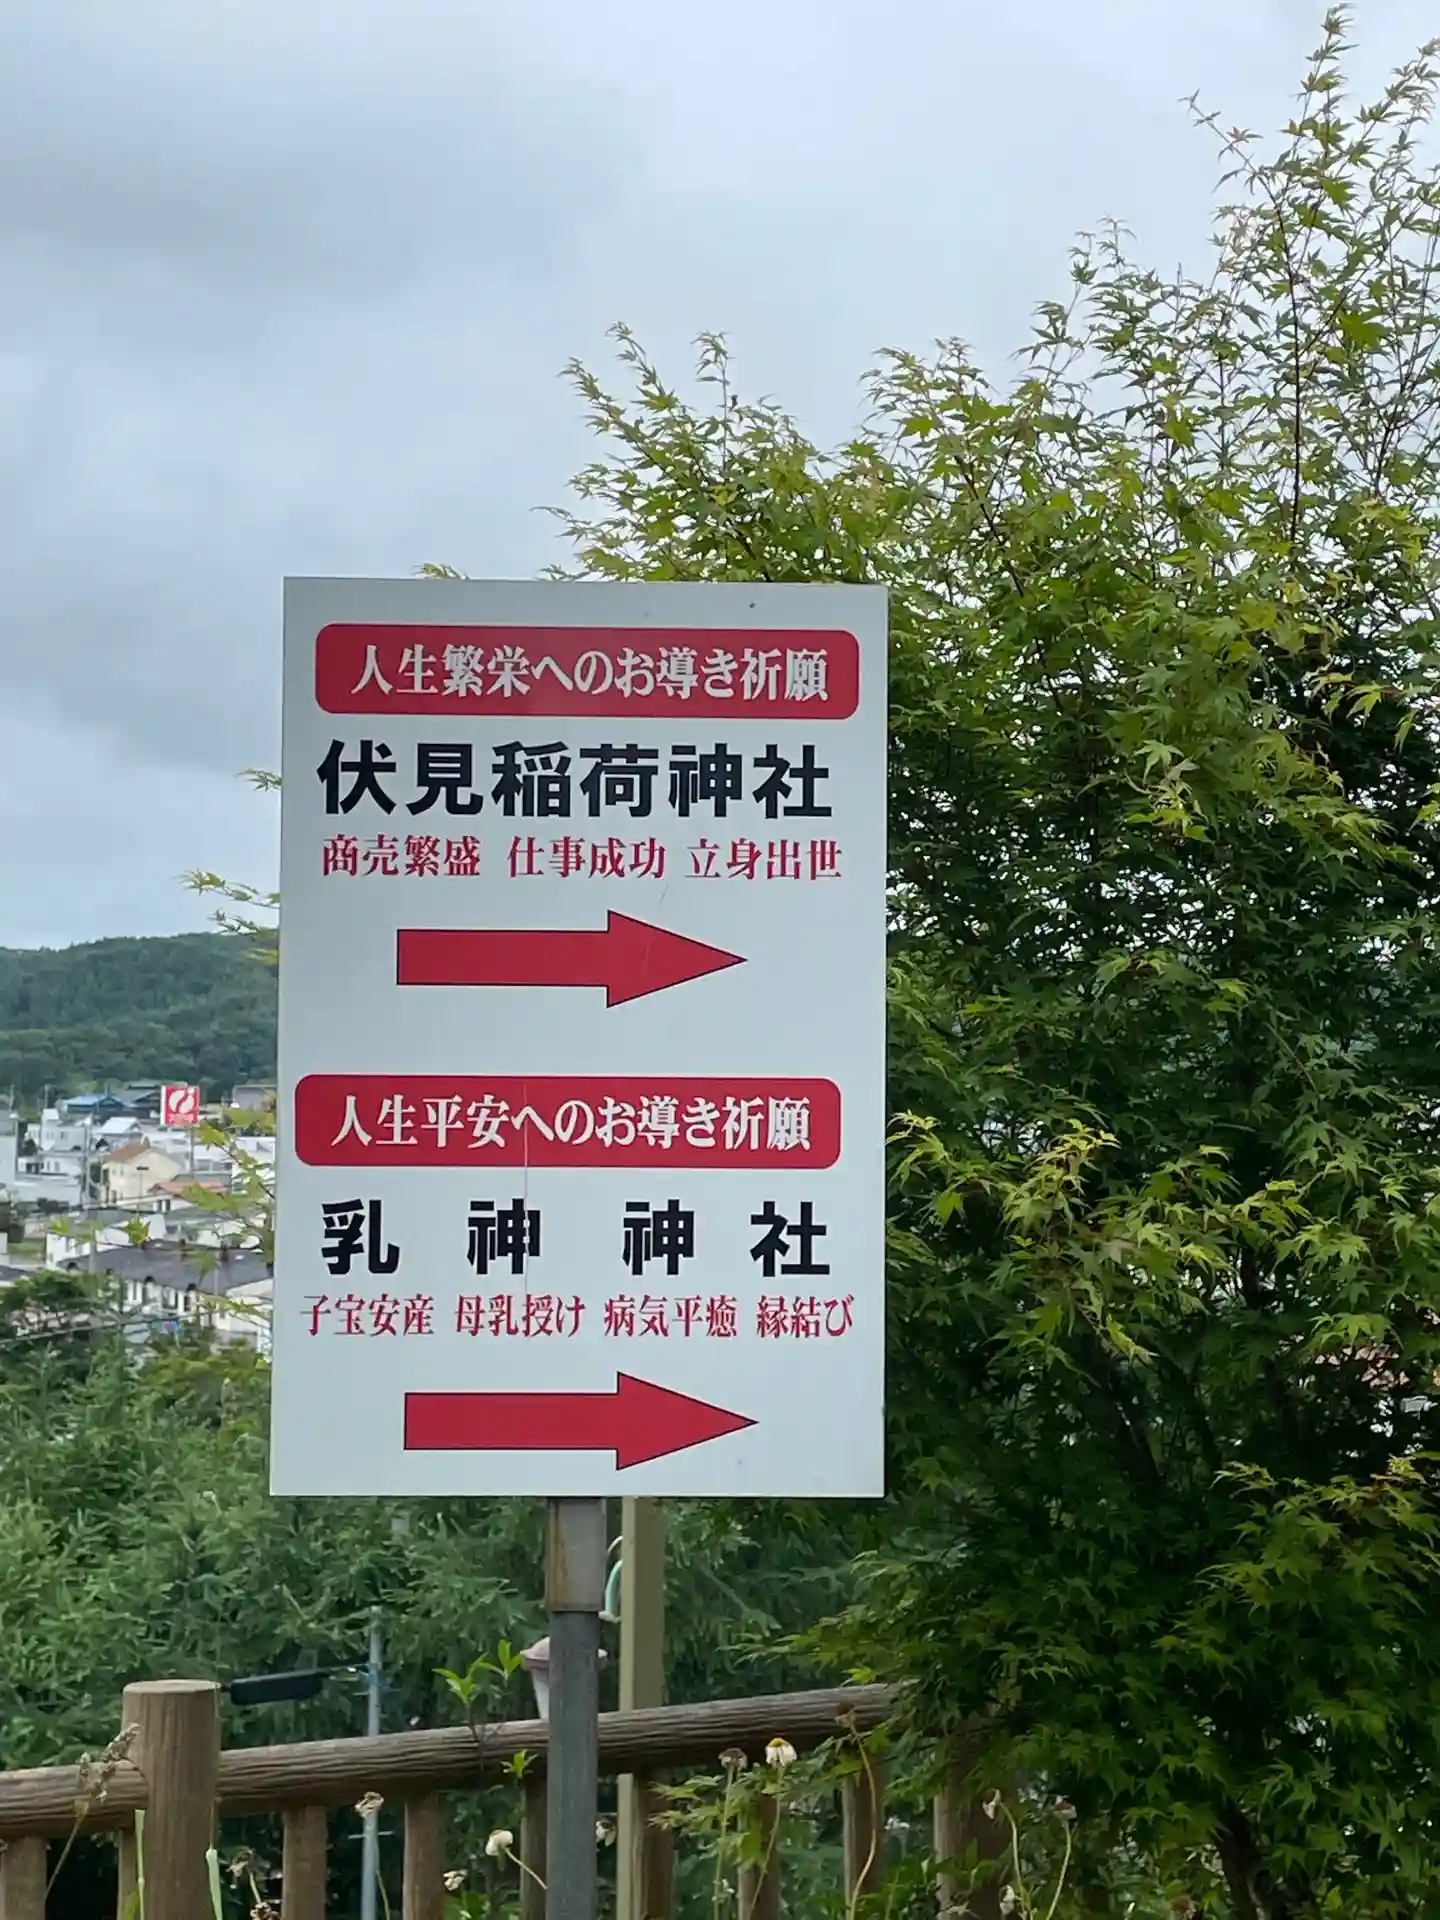 人生繁栄へのお導き祈願
伏見稲荷神社
商売繁盛 仕事成功 立身出世
人生平安へのお導き祈願
乳神神社
子宝安産 母乳授け 病気平癒 縁結び